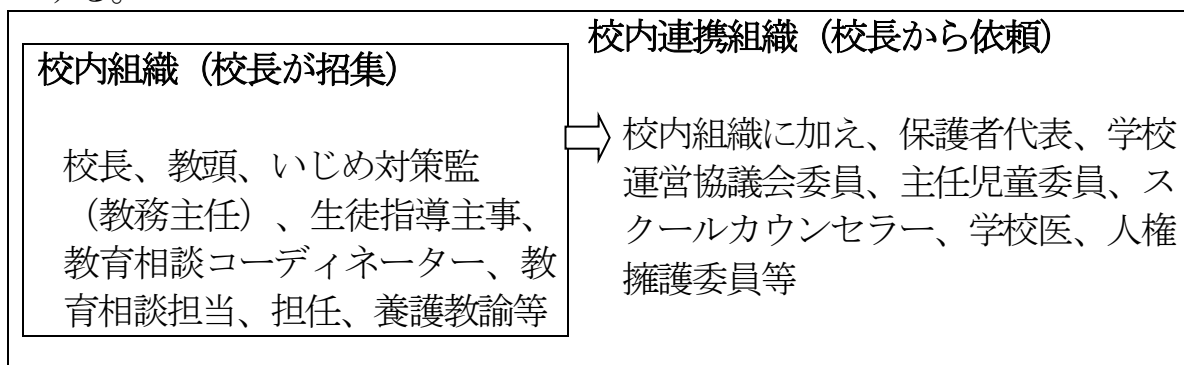 する。
校内組織（校長が招集）
校長、教頭、いじめ対策監
（教務主任）、生徒指導主事、
教育相談コーディネーター、教
育相談担当、担任、養護教諭等
校内連携組織（校長から依頼）
校内組織に加え、保護者代表、学校
運営協議会委員、主任児童委員、ス
クールカウンセラー、学校医、人権
擁護委員等